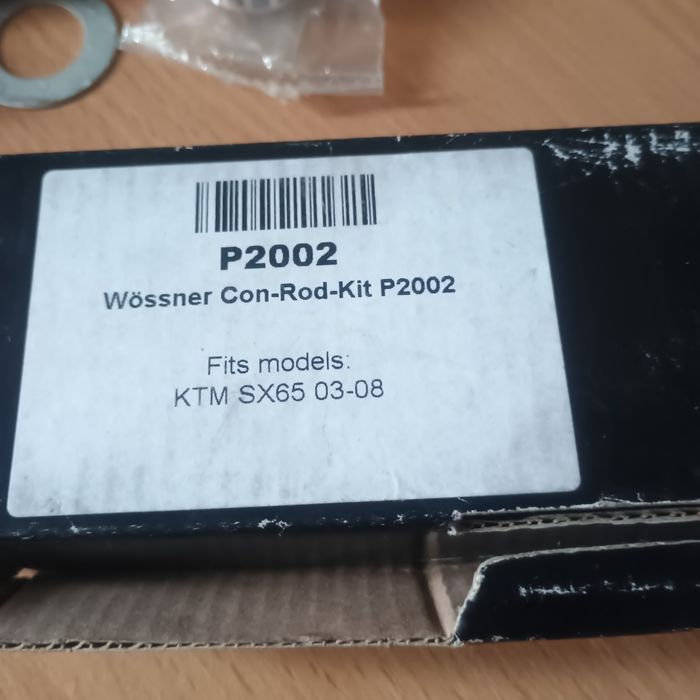 P2002
Wössner Con-Rod-Kit P2002
Fits models:
KTM SX65 03-08